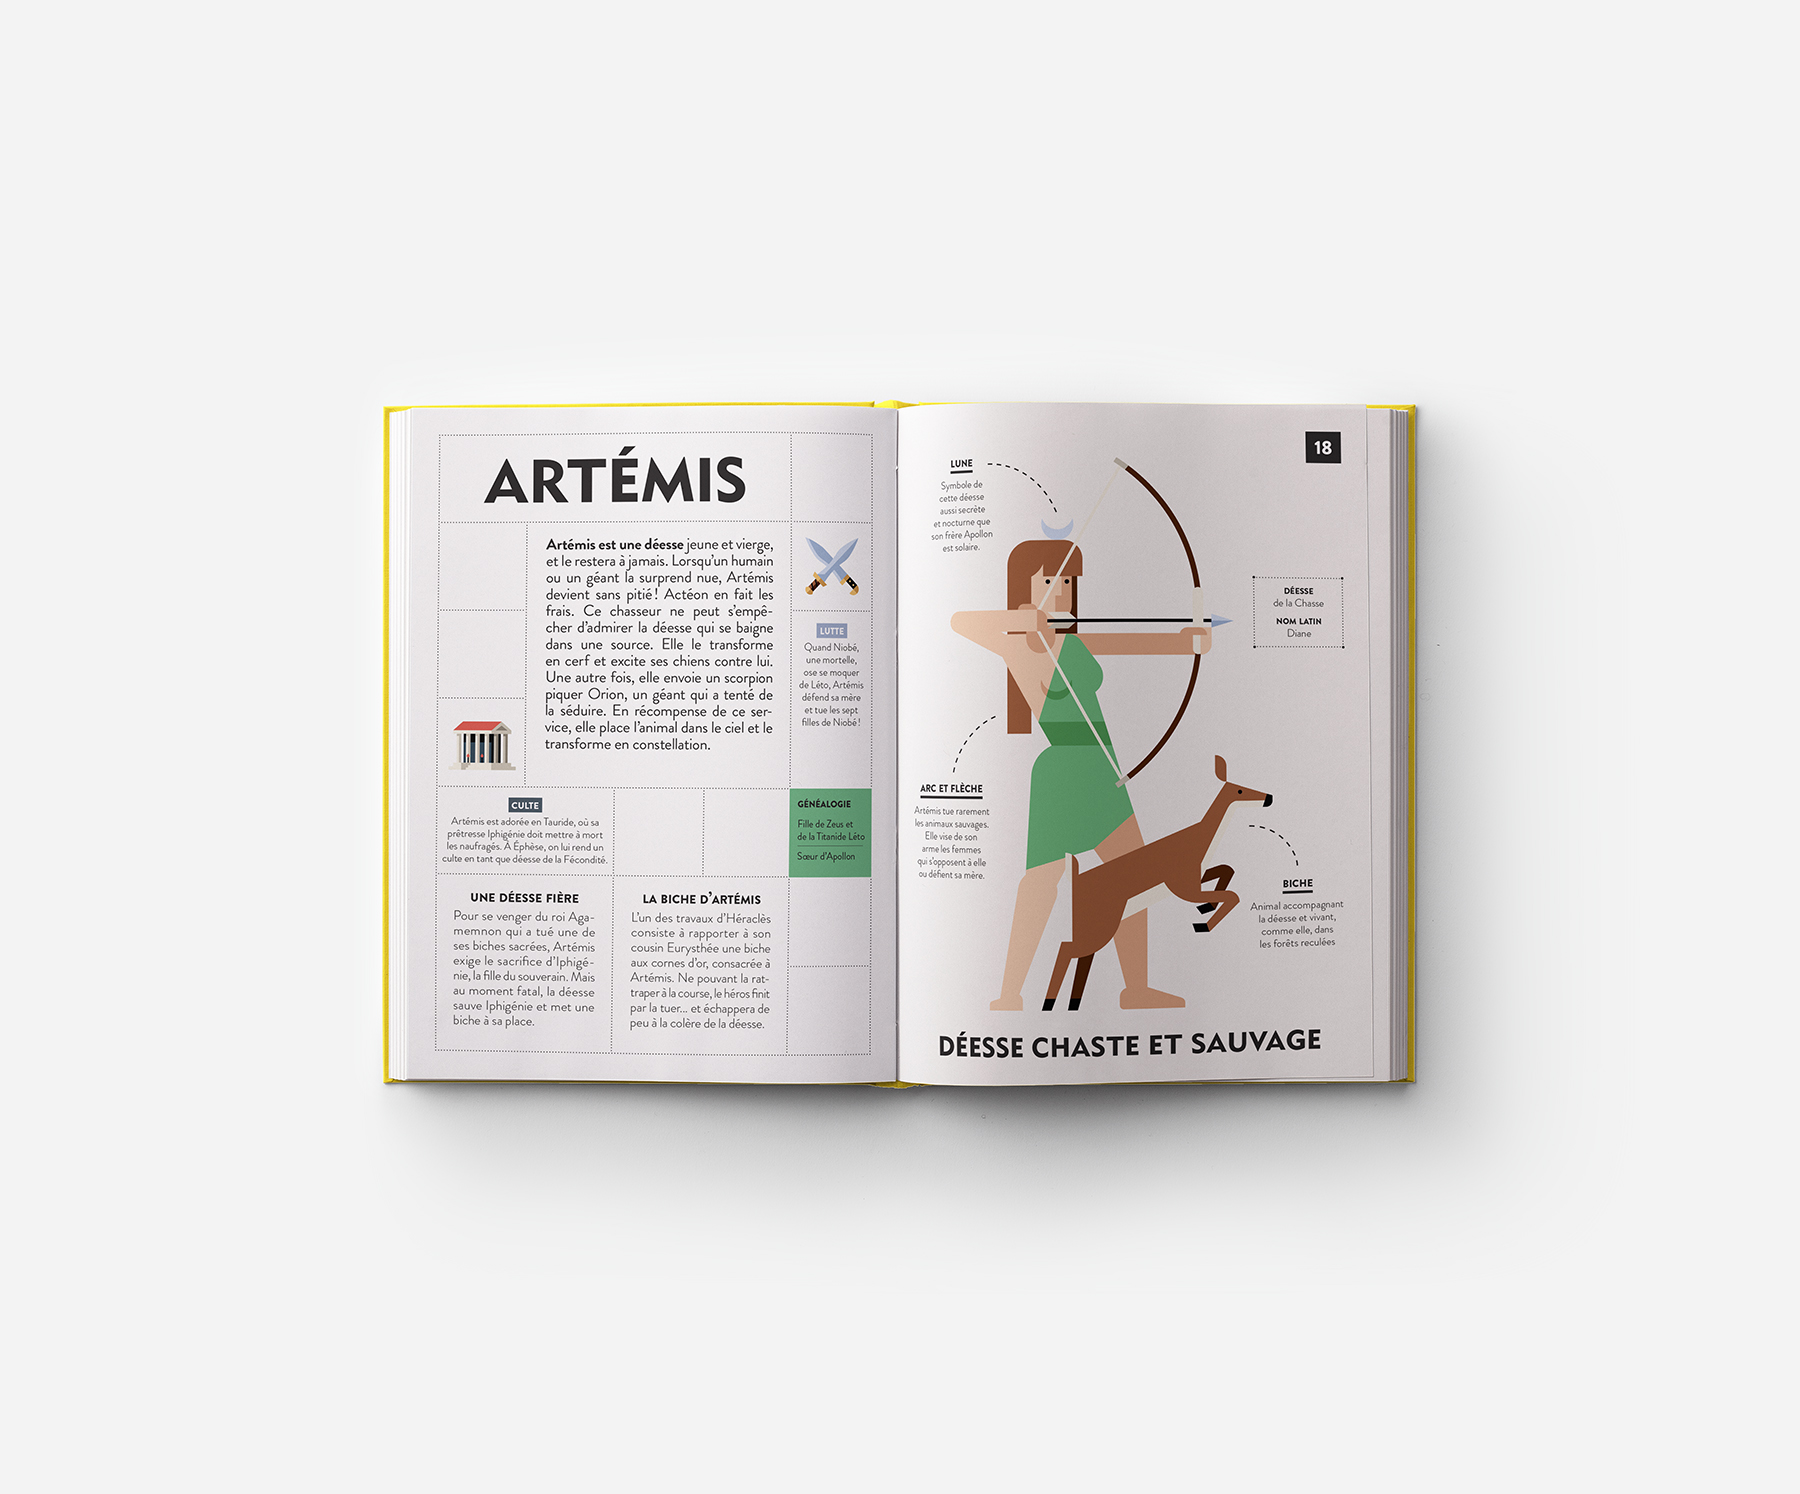 ARTÉMIS
Artémis est une déesse jeune et vierge,
et le restera à jamais. Lorsqu'un humain
ou un géant la surprend nue, Artémis
devient sans pitié ! Actéon en fait les
frais. Ce chasseur ne peut s'empê-
cher d'admirer la déesse qui se baigne
dans une source. Elle le transforme
en cerf et excite ses chiens contre lui.
Une autre fois, elle envoie un scorpion
piquer Orion, un géant qui a tenté de
la séduire. En récompense de ce ser-
vice, elle place l'animal dans le ciel et le
transforme en constellation.
LUTTE
Quand Niobé,
une mortelle,
ose se moquer
de Léto, Artémis
défend sa mère
et tue les sept
filles de Niobé !
CULTE
Artémis est adorée en Tauride, où sa
prêtresse Iphigénie doit mettre à mort
les naufragés. À Éphèse, on lui rend un
culte en tant que déesse de la Fécondité.
GÉNÉALOGIE
Fille de Zeus et
de la Titanide Léto
Sœur d'Apollon
UNE DÉESSE FIÈRE
Pour se venger du roi Aga-
memnon qui a tué une de
ses biches sacrées, Artémis
exige le sacrifice d'Iphigé-
nie, la fille du souverain. Mais
au moment fatal, la déesse
sauve Iphigénie et met une
biche à sa place.
LA BICHE D'ARTÉMIS
L'un des travaux d'Héraclès
consiste à rapporter à son
cousin Eurysthée une biche
aux cornes d'or, consacrée à
Artémis. Ne pouvant la rat-
traper à la course, le héros finit
par la tuer... et échappera de
peu à la colère de la déesse.
18
LUNE
Symbole de
cette déesse
aussi secrète
et nocturne que
son frère Apollon
est solaire.
DÉESSE
de la Chasse
NOM LATIN
Diane
ARC ET FLÈCHE
Artémis tue rarement
les animaux sauvages.
Elle vise de son
arme les femmes
qui s'opposent à elle
ou défient sa mère.
BICHE
Animal accompagnant
la déesse et vivant,
comme elle, dans
les forêts reculées
DÉESSE CHASTE ET SAUVAGE